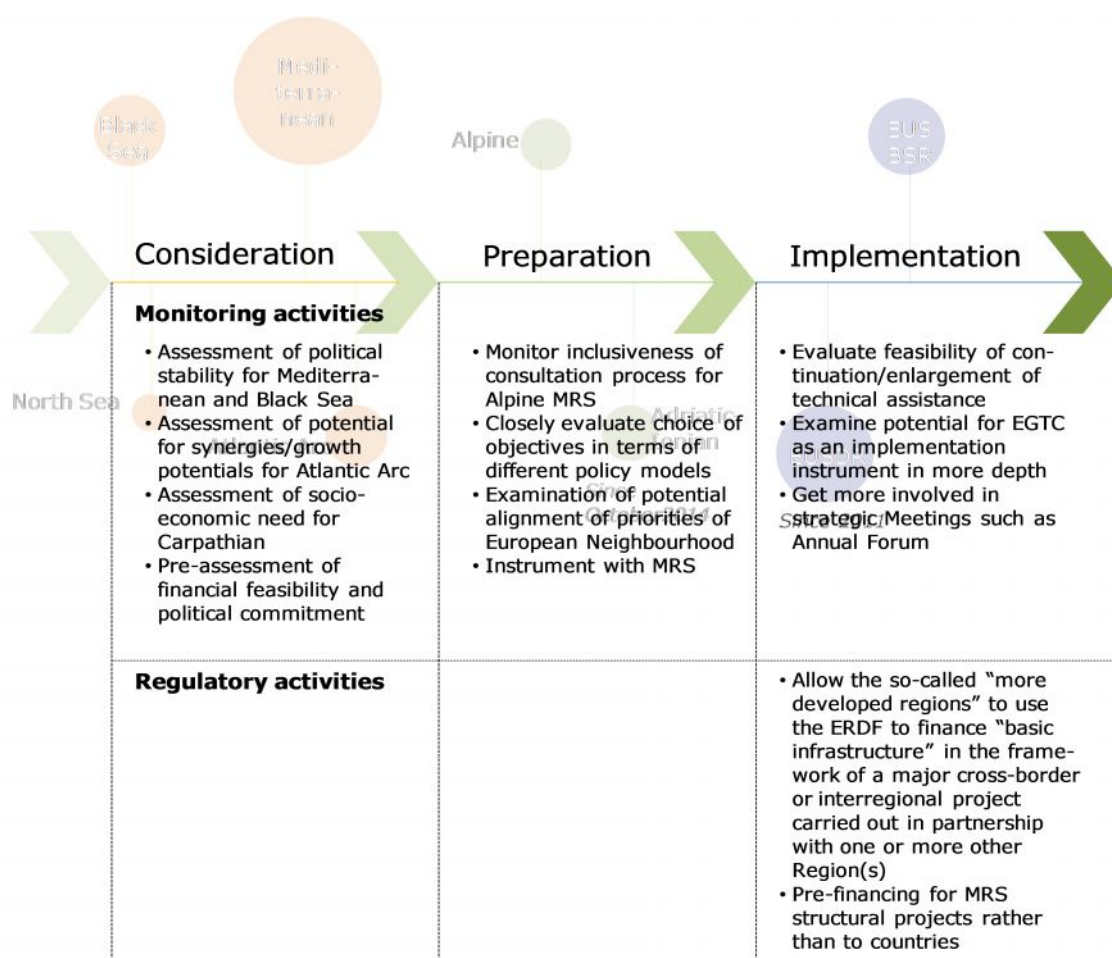 Medi-
terra-
nean
Black
Sea
Alpine
EUS
BSR
Consideration
Preparation
Implementation
Monitoring activities
• Assessment of political
stability for Mediterra-
nean and Black Sea
• Assessment of potential
for synergies/growth
potentials for Atlantic Arc
• Assessment of socio-
economic need for
Carpathian
• Pre-assessment of
financial feasibility and
political commitment
North Sea
Atlantic Arc
• Monitor inclusiveness of
consultation process for
Alpine MRS
• Closely evaluate choice of
objectives in terms of
different policy models
• Examination of potential
alignment of priorities of
European Neighbourhood
• Instrument with MRS
Adriatic-
Ionian
Since
October2014
• Evaluate feasibility of con-
tinuation/enlargement of
technical assistance
• Examine potential for EGTC
as an implementation
instrument in more depth
• Get more involved in
strategic Meetings such as
Annual Forum
EUSDR
Since 2011
Regulatory activities
• Allow the so-called “more
developed regions” to use
the ERDF to finance “basic
infrastructure” in the frame-
work of a major cross-border
or interregional project
carried out in partnership
with one or more other
Region(s)
• Pre-financing for MRS
structural projects rather
than to countries